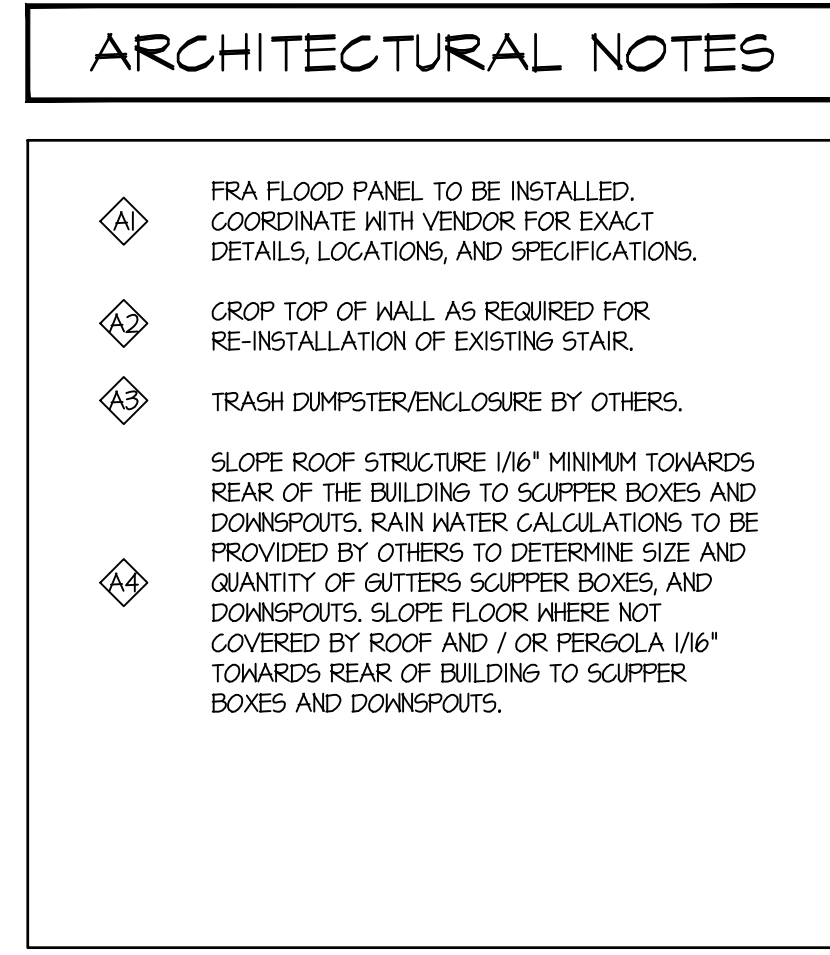 ARCHITECTURAL NOTES
A1
FRA FLOOD PANEL TO BE INSTALLED.
COORDINATE WITH VENDOR FOR EXACT
DETAILS, LOCATIONS, AND SPECIFICATIONS.
A2
CROP TOP OF WALL AS REQUIRED FOR
RE-INSTALLATION OF EXISTING STAIR.
A3
TRASH DUMPSTER/ENCLOSURE BY OTHERS.
A4
SLOPE ROOF STRUCTURE 1/16" MINIMUM TOWARDS
REAR OF THE BUILDING TO SCUPPER BOXES AND
DOWNSPOUTS. RAIN WATER CALCULATIONS TO BE
PROVIDED BY OTHERS TO DETERMINE SIZE AND
QUANTITY OF GUTTERS SCUPPER BOXES, AND
DOWNSPOUTS. SLOPE FLOOR WHERE NOT
COVERED BY ROOF AND / OR PERGOLA 1/16"
TOWARDS REAR OF BUILDING TO SCUPPER
BOXES AND DOWNSPOUTS.